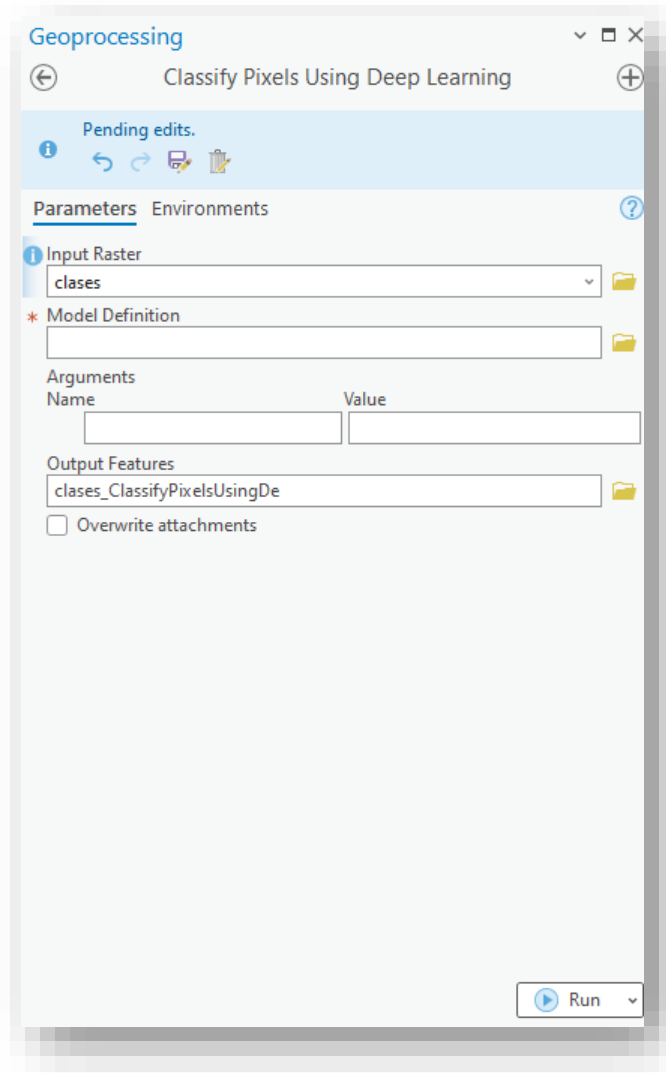 Geoprocessing
Classify Pixels Using Deep Learning
Pending edits.
Parameters Environments
Input Raster
clases
* Model Definition
Arguments
Name Value
Output Features
clases_ClassifyPixelsUsingDe
Overwrite attachments
Run